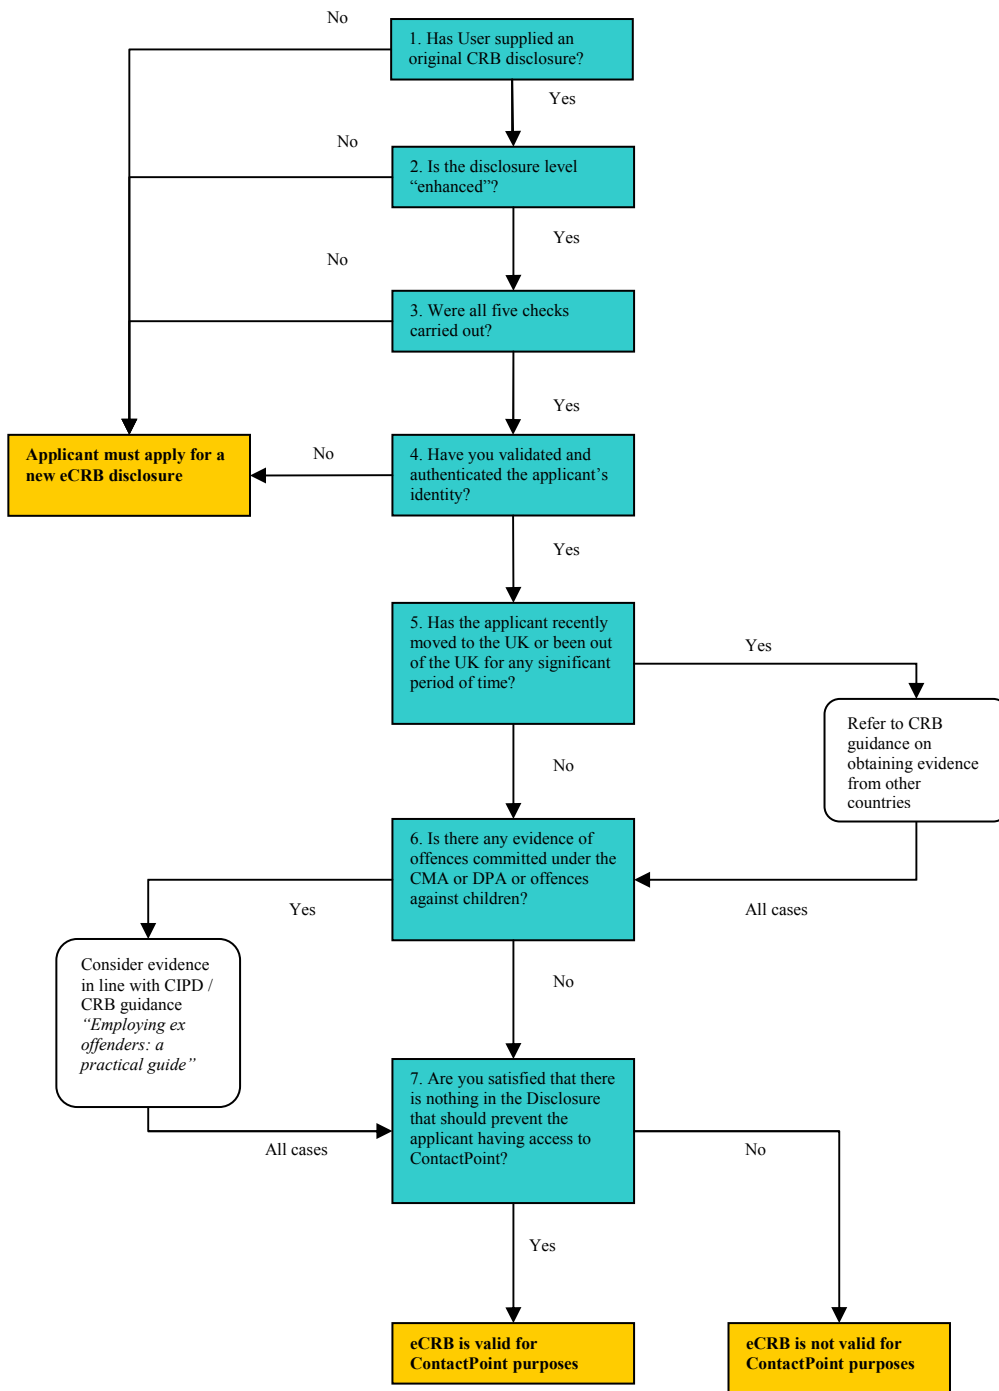 No
1. Has User supplied an
original CRB disclosure?
Yes
No
2. Is the disclosure level
“enhanced”?
Yes
No
3. Were all five checks
carried out?
Yes
Applicant must apply for a
new eCRB disclosure
No
4. Have you validated and
authenticated the applicant’s
identity?
Yes
5. Has the applicant recently
moved to the UK or been out
of the UK for any significant
period of time?
Yes
Refer to CRB
guidance on
obtaining evidence
from other
countries
No
6. Is there any evidence of
offences committed under the
CMA or DPA or offences
against children?
Yes
All cases
Consider evidence
in line with CIPD /
CRB guidance
“Employing ex
offenders: a
practical guide”
No
7. Are you satisfied that there
is nothing in the Disclosure
that should prevent the
applicant having access to
ContactPoint?
All cases
No
Yes
eCRB is valid for
ContactPoint purposes
eCRB is not valid for
ContactPoint purposes